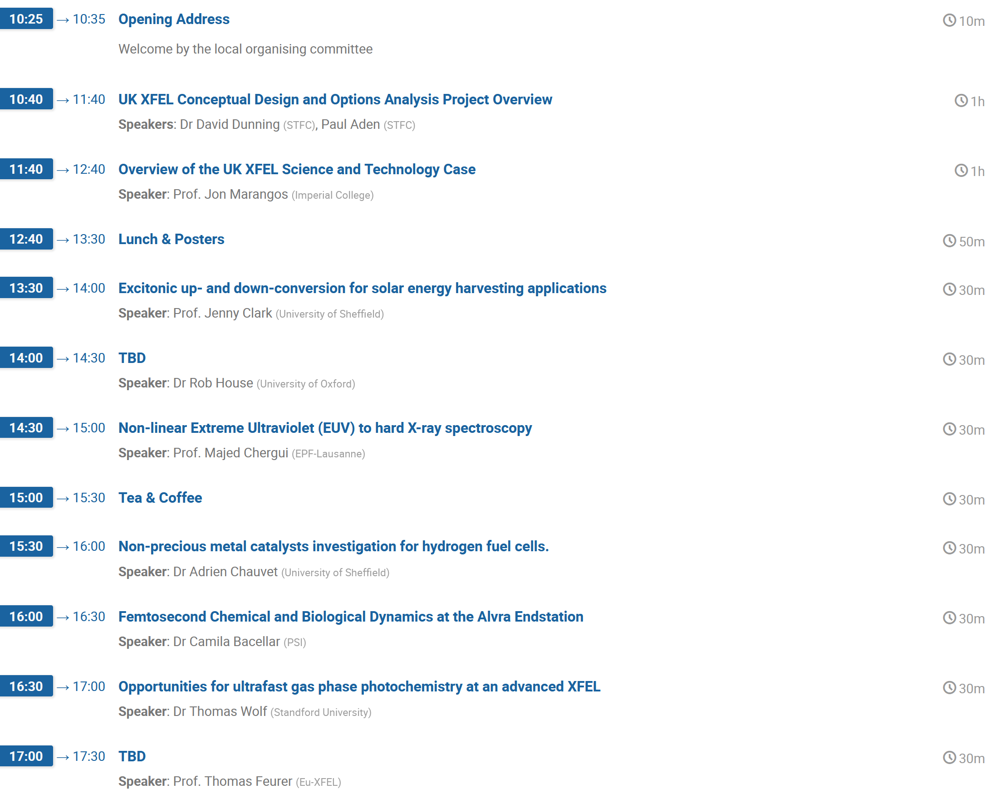 10:25 → 10:35 Opening Address 10m
Welcome by the local organising committee
10:40 → 11:40 UK XFEL Conceptual Design and Options Analysis Project Overview 1h
Speakers: Dr David Dunning (STFC), Paul Aden (STFC)
11:40 → 12:40 Overview of the UK XFEL Science and Technology Case 1h
Speaker: Prof. Jon Marangos (Imperial College)
12:40 → 13:30 Lunch & Posters 50m
13:30 → 14:00 Excitonic up- and down-conversion for solar energy harvesting applications 30m
Speaker: Prof. Jenny Clark (University of Sheffield)
14:00 → 14:30 TBD 30m
Speaker: Dr Rob House (University of Oxford)
14:30 → 15:00 Non-linear Extreme Ultraviolet (EUV) to hard X-ray spectroscopy 30m
Speaker: Prof. Majed Chergui (EPF-Lausanne)
15:00 → 15:30 Tea & Coffee 30m
15:30 → 16:00 Non-precious metal catalysts investigation for hydrogen fuel cells. 30m
Speaker: Dr Adrien Chauvet (University of Sheffield)
16:00 → 16:30 Femtosecond Chemical and Biological Dynamics at the Alvra Endstation 30m
Speaker: Dr Camila Bacellar (PSI)
16:30 → 17:00 Opportunities for ultrafast gas phase photochemistry at an advanced XFEL 30m
Speaker: Dr Thomas Wolf (Standford University)
17:00 → 17:30 TBD 30m
Speaker: Prof. Thomas Feurer (Eu-XFEL)